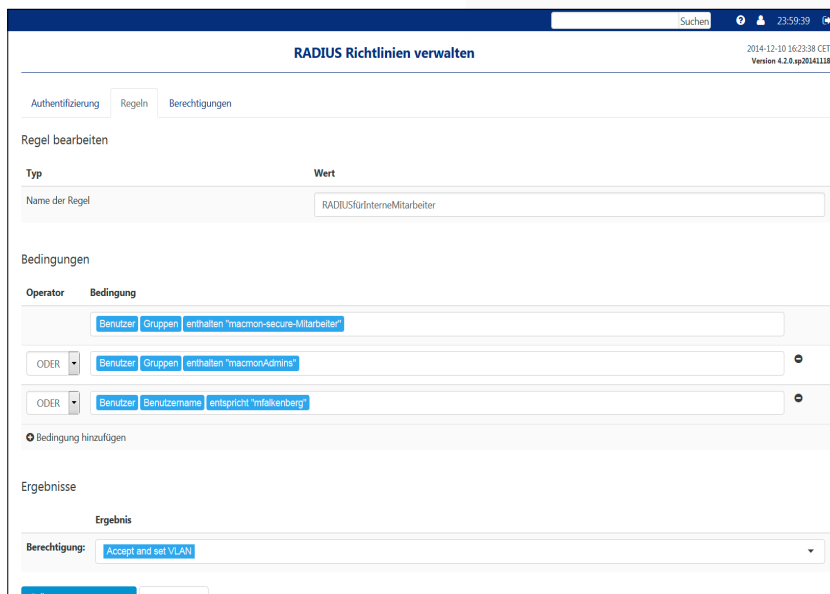 Suchen 23:59:39
RADIUS Richtlinien verwalten
2014-12-10 16:23:38 CET
Version 4.2.0.sp20141118
Authentifizierung Regeln Berechtigungen
Regel bearbeiten
Typ Wert
Name der Regel RADIUSfürInterneMitarbeiter
Bedingungen
Operator Bedingung
Benutzer Gruppen enthalten "macmon-secure-Mitarbeiter"
ODER Benutzer Gruppen enthalten "macmonAdmins"
ODER Benutzer Benutzername entspricht "mfalkenberg"
Bedingung hinzufügen
Ergebnisse
Ergebnis
Berechtigung: Accept and set VLAN